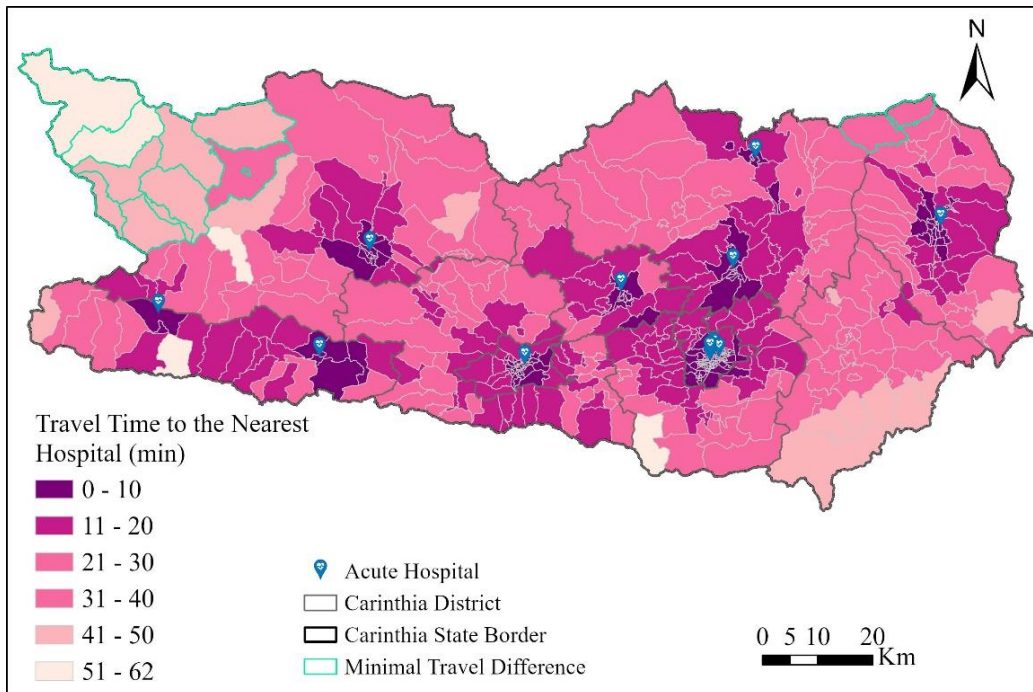 N
Travel Time to the Nearest
Hospital (min)
0 - 10
11 - 20
21 - 30
31 - 40
41 - 50
51 - 62
Acute Hospital
Carinthia District
Carinthia State Border
Minimal Travel Difference
0 5 10 20
Km